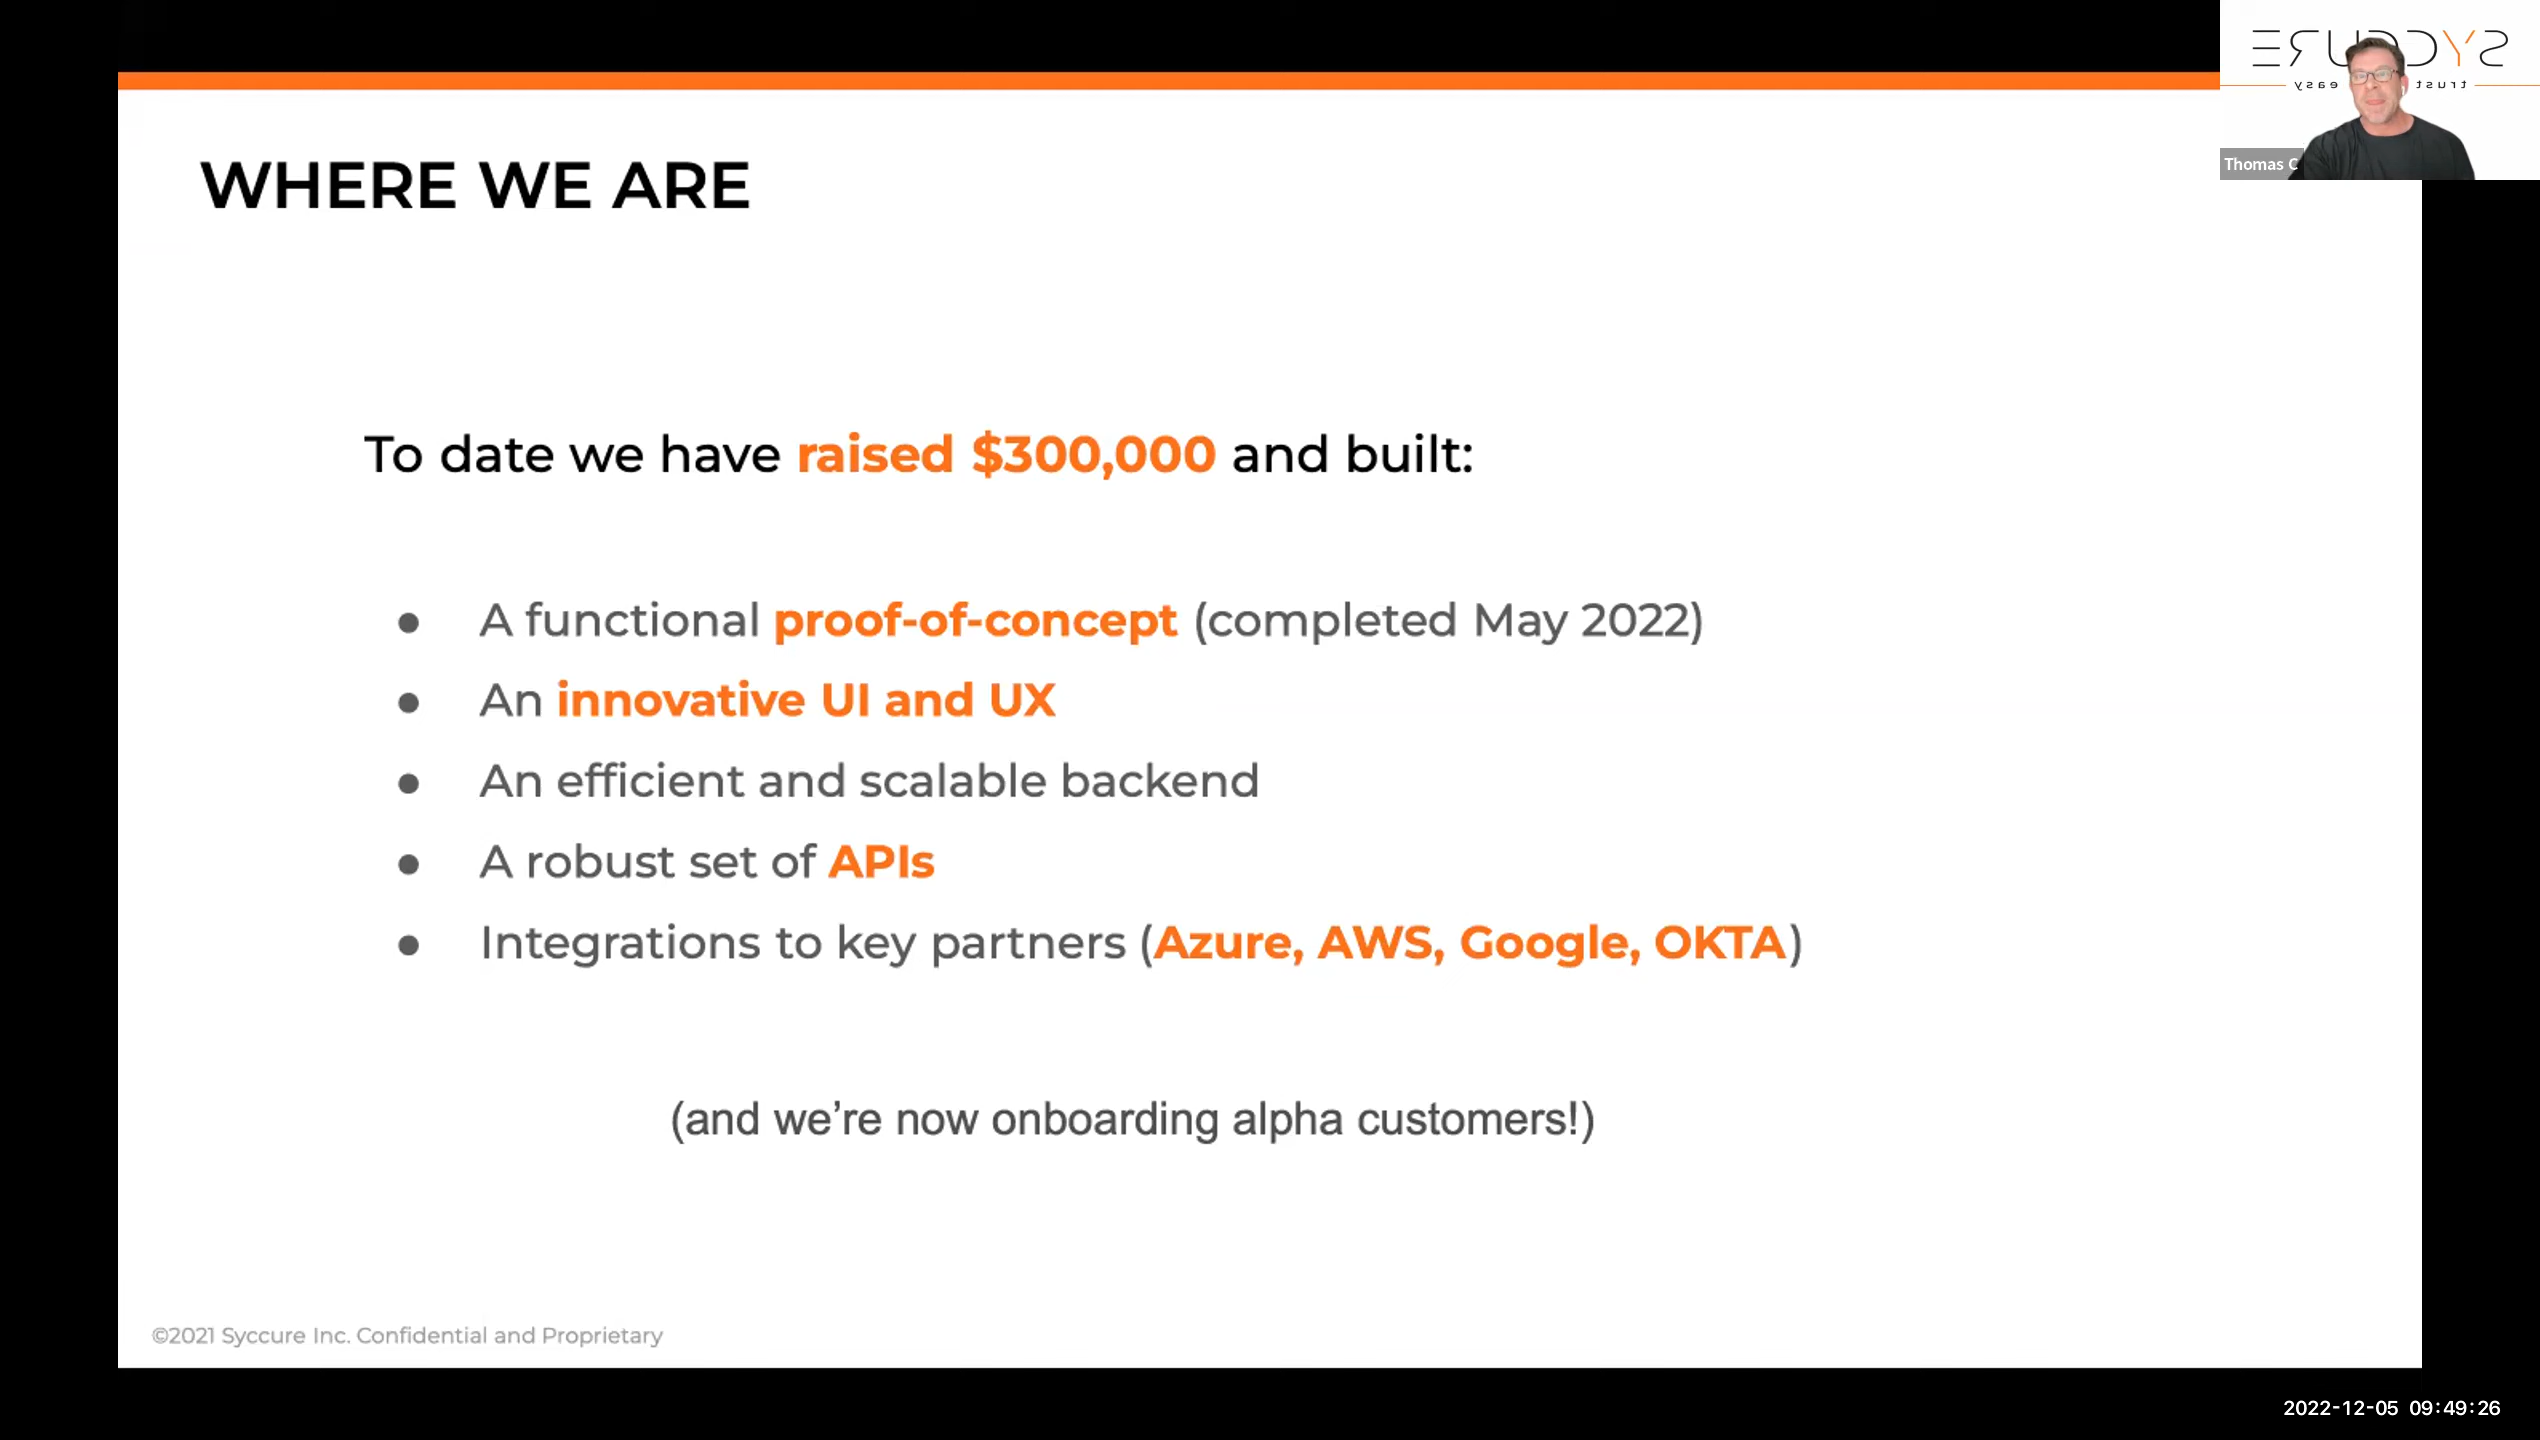 WHERE WE ARE
To date we have raised $300,000 and built:
● A functional proof-of-concept (completed May 2022)
● An innovative UI and UX
● An efficient and scalable backend
● A robust set of APIs
● Integrations to key partners (Azure, AWS, Google, OKTA)
(and we’re now onboarding alpha customers!)
©2021 Syccure Inc. Confidential and Proprietary
SYCCURE
trust easy
Thomas C
2022-12-05 09:49:26